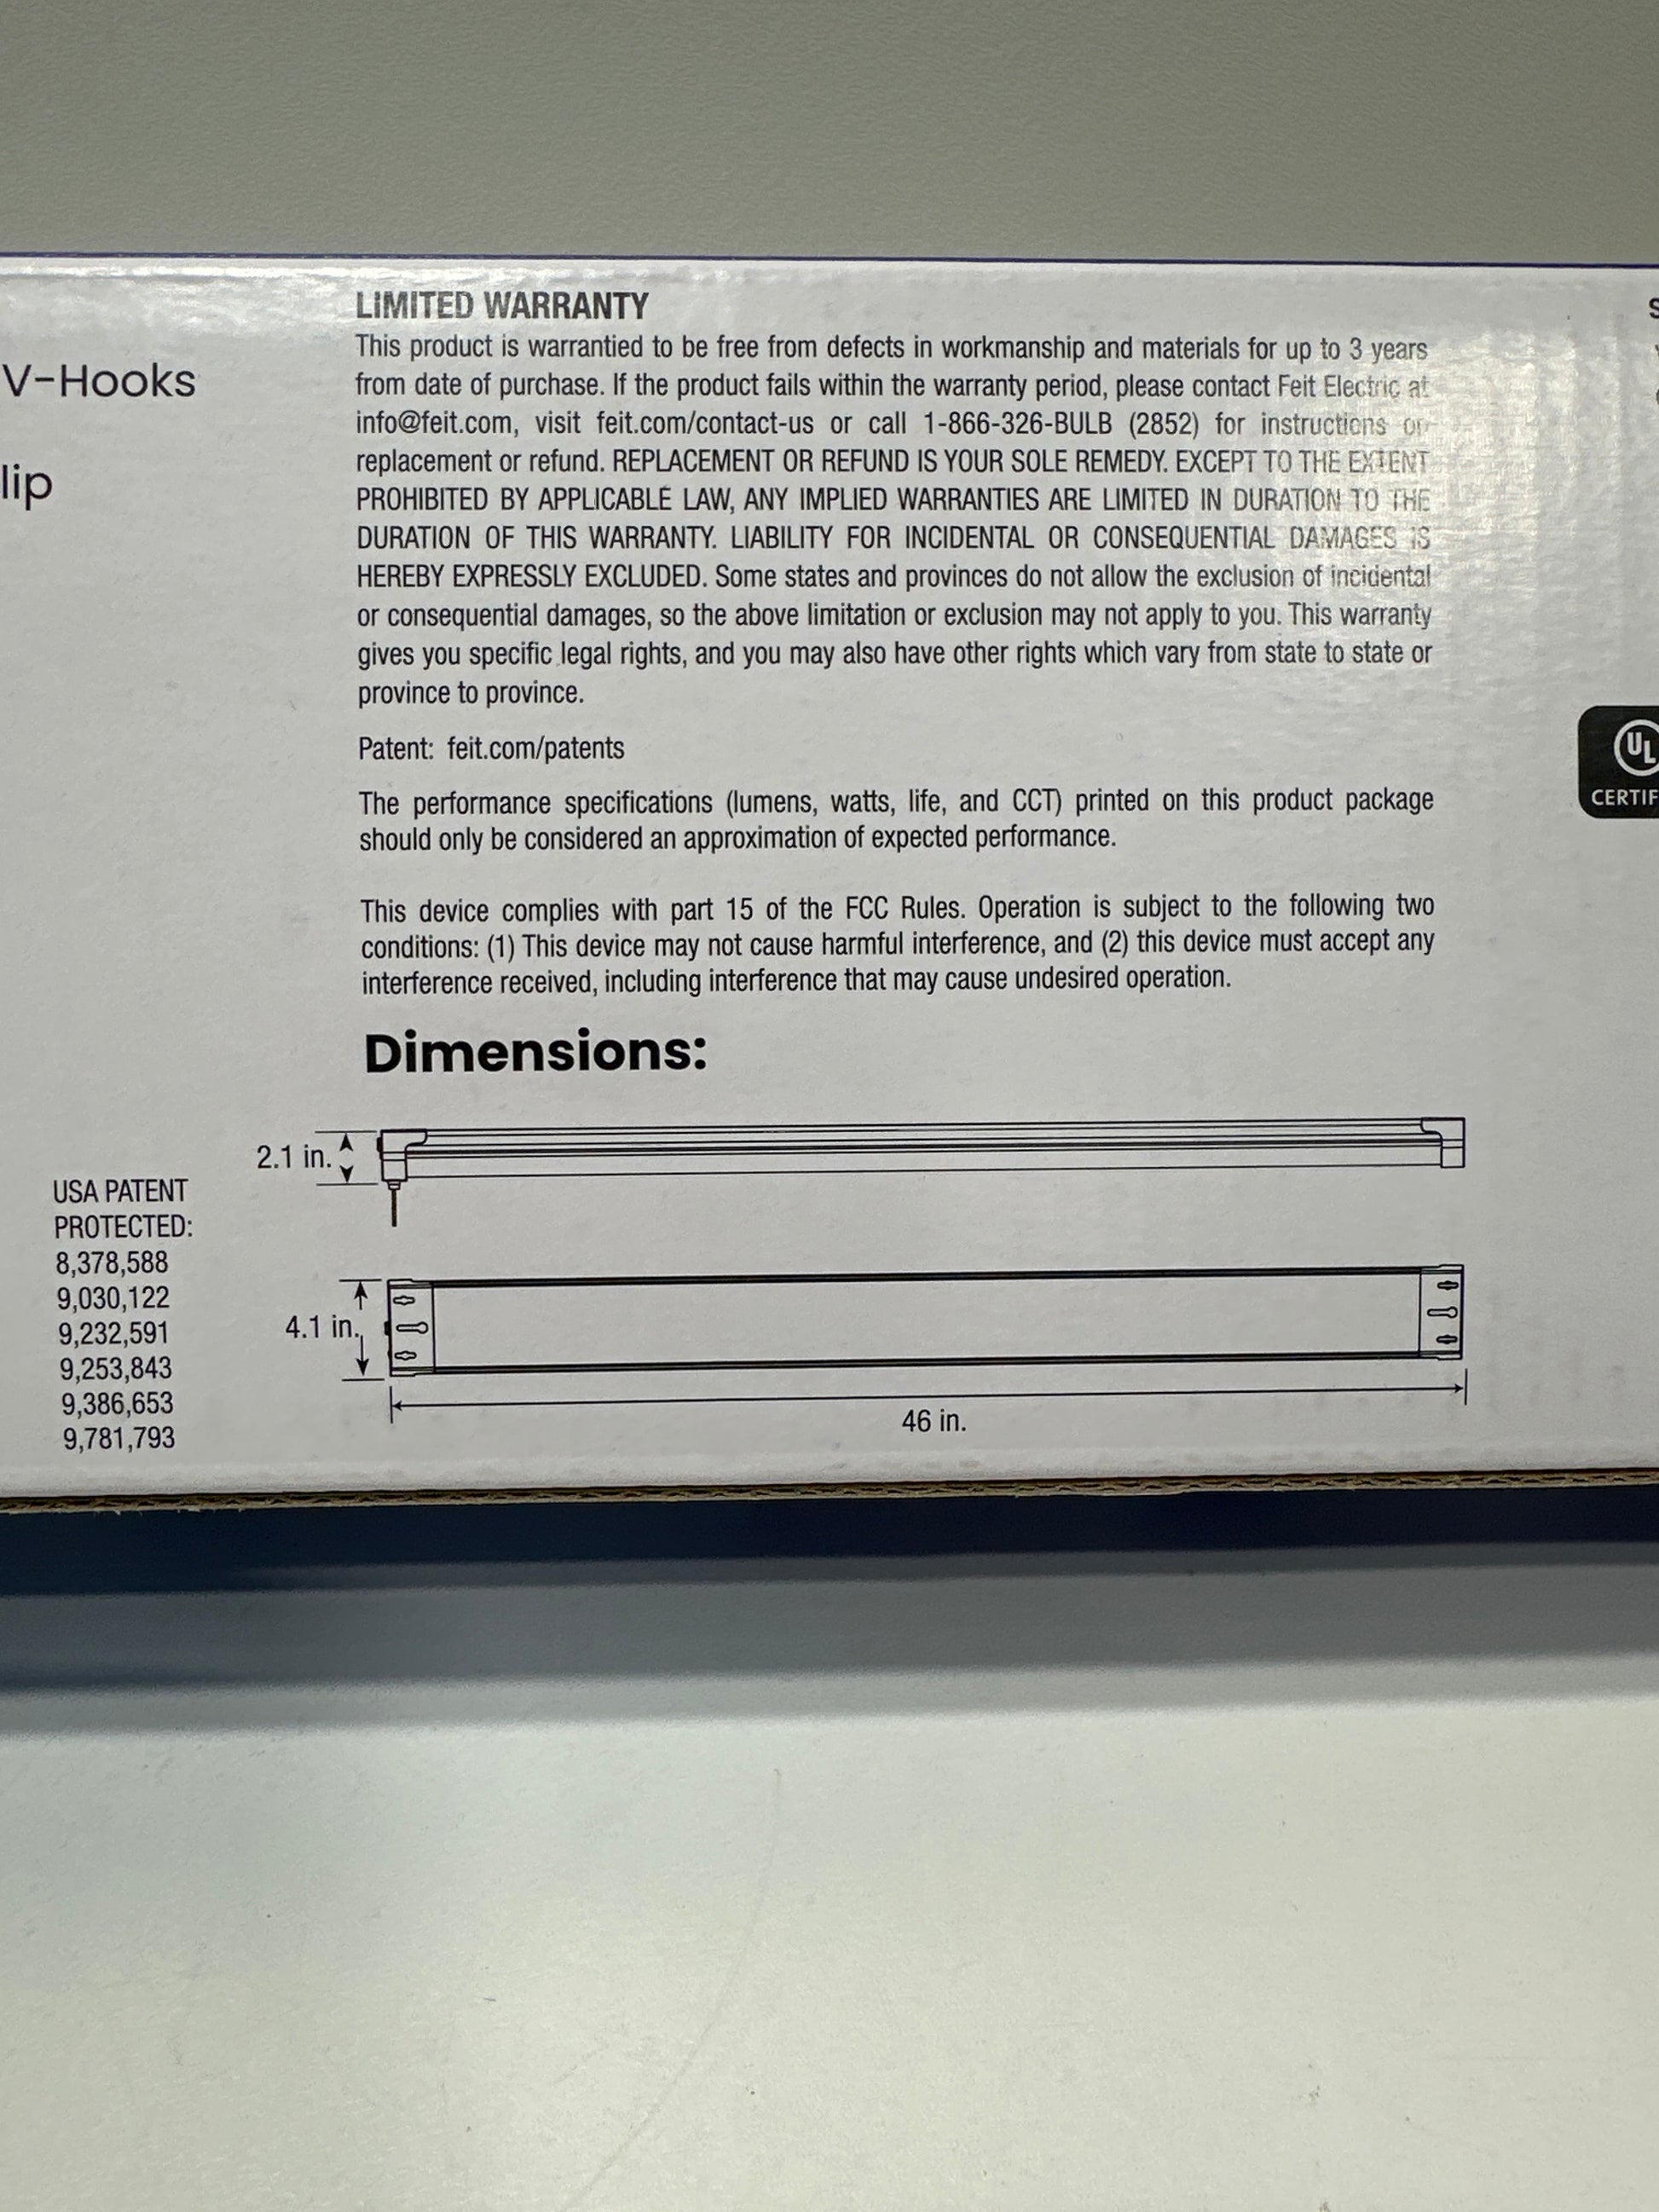 V-Hooks
lip
LIMITED WARRANTY
This product is warrantied to be free from defects in workmanship and materials for up to 3 years
from date of purchase. If the product fails within the warranty period, please contact Feit Electric at
info@feit.com, visit feit.com/contact-us or call 1-866-326-BULB (2852) for instructions on
replacement or refund. REPLACEMENT OR REFUND IS YOUR SOLE REMEDY. EXCEPT TO THE EXTENT
PROHIBITED BY APPLICABLE LAW, ANY IMPLIED WARRANTIES ARE LIMITED IN DURATION TO THE
DURATION OF THIS WARRANTY. LIABILITY FOR INCIDENTAL OR CONSEQUENTIAL DAMAGES IS
HEREBY EXPRESSLY EXCLUDED. Some states and provinces do not allow the exclusion of incidental
or consequential damages, so the above limitation or exclusion may not apply to you. This warranty
gives you specific legal rights, and you may also have other rights which vary from state to state or
province to province.
Patent: feit.com/patents
The performance specifications (lumens, watts, life, and CCT) printed on this product package
should only be considered an approximation of expected performance.
This device complies with part 15 of the FCC Rules. Operation is subject to the following two
conditions: (1) This device may not cause harmful interference, and (2) this device must accept any
interference received, including interference that may cause undesired operation.
Dimensions:
2.1 in.
4.1 in.
46 in.
USA PATENT
PROTECTED:
8,378,588
9,030,122
9,232,591
9,253,843
9,386,653
9,781,793
UL
CERTIF